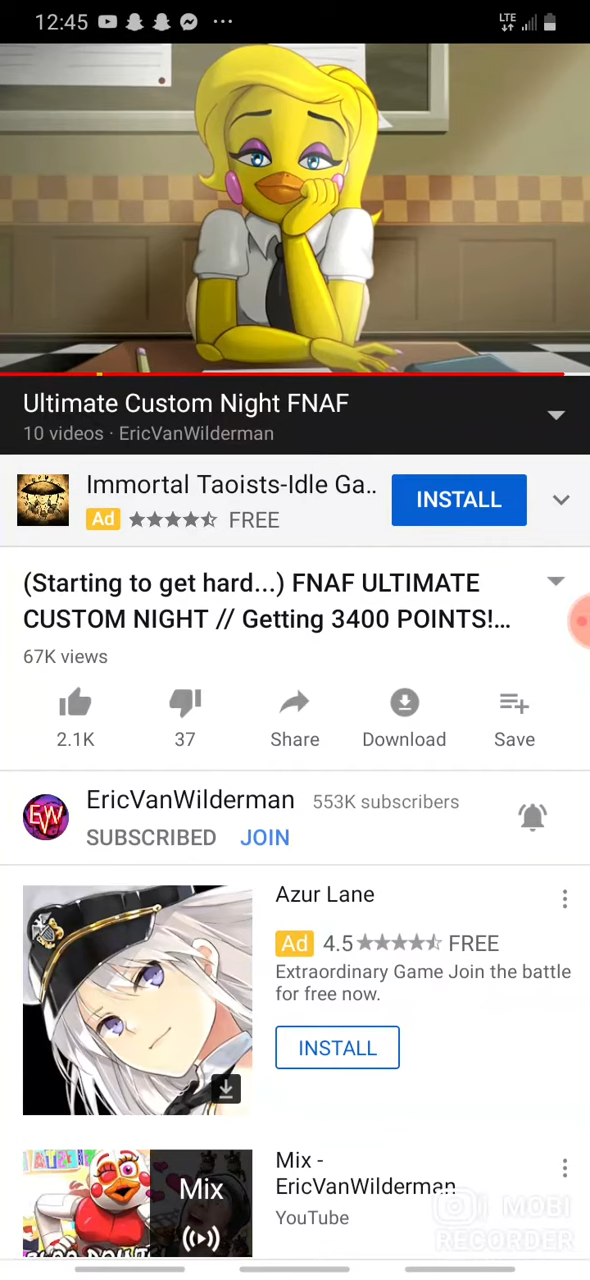 12:45
LTE
Ultimate Custom Night FNAF
10 videos · EricVanWilderman
Immortal Taoists-Idle Ga..
INSTALL
Ad
FREE
(Starting to get hard...) FNAF ULTIMATE
CUSTOM NIGHT // Getting 3400 POINTS!...
67K views
2.1K
37
Share
Download
Save
EW
EricVanWilderman 553K subscribers
SUBSCRIBED JOIN
Azur Lane
Ad 4.5 FREE
Extraordinary Game Join the battle
for free now.
INSTALL
Mix -
EricVanWilderman
Mix
YouTube
MOBI
RECORDER